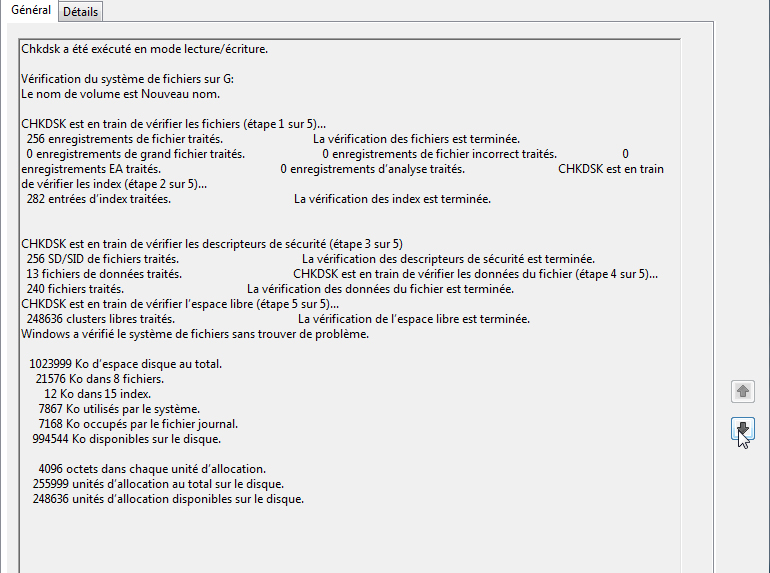 Général Détails
Chkdsk a été exécuté en mode lecture/écriture.
Vérification du système de fichiers sur G:
Le nom de volume est Nouveau nom.
CHKDSK est en train de vérifier les fichiers (étape 1 sur 5)...
256 enregistrements de fichier traités. La vérification des fichiers est terminée.
0 enregistrements de grand fichier traités. 0 enregistrements de fichier incorrect traités. 0
enregistrements EA traités. 0 enregistrements d'analyse traités. CHKDSK est en train
de vérifier les index (étape 2 sur 5)...
282 entrées d'index traitées. La vérification des index est terminée.
CHKDSK est en train de vérifier les descripteurs de sécurité (étape 3 sur 5)
256 SD/SID de fichiers traités. La vérification des descripteurs de sécurité est terminée.
13 fichiers de données traités. CHKDSK est en train de vérifier les données du fichier (étape 4 sur 5)...
240 fichiers traités. La vérification des données du fichier est terminée.
CHKDSK est en train de vérifier l'espace libre (étape 5 sur 5)...
248636 clusters libres traités. La vérification de l'espace libre est terminée.
Windows a vérifié le système de fichiers sans trouver de problème.
1023999 Ko d'espace disque au total.
21576 Ko dans 8 fichiers.
12 Ko dans 15 index.
7867 Ko utilisés par le système.
7168 Ko occupés par le fichier journal.
994544 Ko disponibles sur le disque.
4096 octets dans chaque unité d'allocation.
255999 unités d'allocation au total sur le disque.
248636 unités d'allocation disponibles sur le disque.